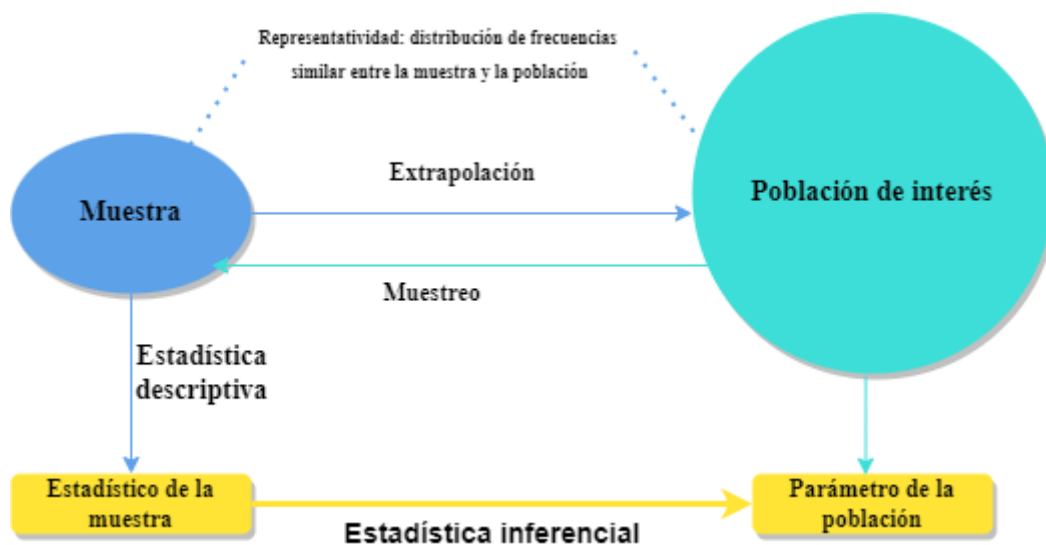 Representatividad: distribución de frecuencias
similar entre la muestra y la población
Extrapolación
Muestra
Población de interés
Muestreo
Estadística
descriptiva
Estadístico de la
muestra
Parámetro de la
población
Estadística inferencial